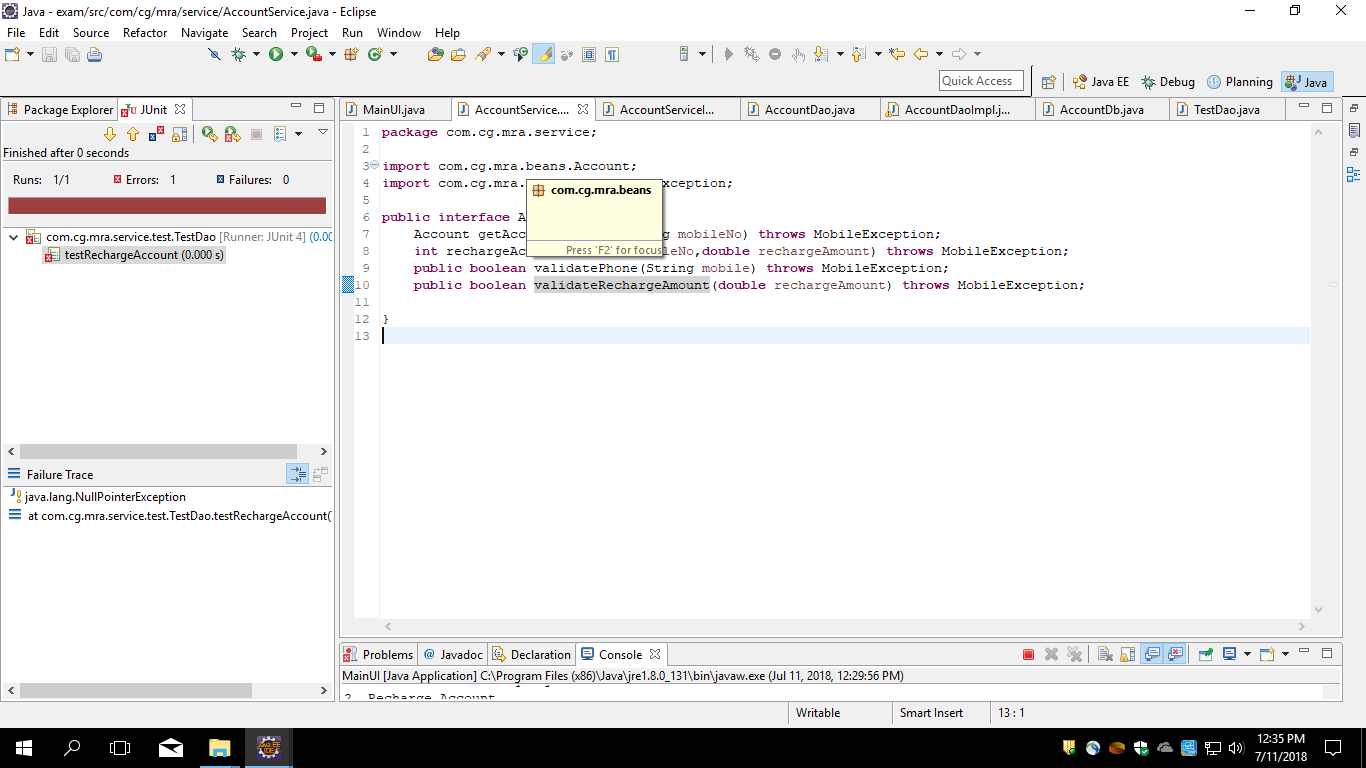 Java - exam/src/com/cg/mra/service/AccountService.java - Eclipse
File Edit Source Refactor Navigate Search Project Run Window Help
Quick Access Java EE Debug Planning Java
Package Explorer JUnit
Finished after 0 seconds
Runs: 1/1 Errors: 1 Failures: 0
com.cg.mra.service.test.TestDao [Runner: JUnit 4] (0.00
testRechargeAccount (0.000 s)
Failure Trace
java.lang.NullPointerException
at com.cg.mra.service.test.TestDao.testRechargeAccount(
MainUI.java AccountService.... AccountServiceI... AccountDao.java AccountDaoImpl.j... AccountDb.java TestDao.java
1 package com.cg.mra.service;
2
3 import com.cg.mra.beans.Account;
4 import com.cg.mra. xception;
com.cg.mra.beans
5
6 public interface A
7 Account getAcc g mobileNo) throws MobileException;
Press 'F2' for focus
8 int rechargeAc leNo,double rechargeAmount) throws MobileException;
9 public boolean validatePhone(String mobile) throws MobileException;
10 public boolean validateRechargeAmount(double rechargeAmount) throws MobileException;
11
12 }
13
Problems @ Javadoc Declaration Console
MainUI [Java Application] C:\Program Files (x86)\Java\jre1.8.0_131\bin\javaw.exe (Jul 11, 2018, 12:29:56 PM)
2. Recharge Account
Writable Smart Insert 13 : 1
12:35 PM
7/11/2018